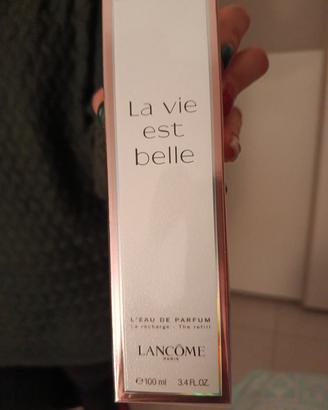 La vie
est
belle
L'EAU DE PARFUM
La recharge - The refill
LANCÔME
PARIS
℮100 ml 3.4 FL.OZ.